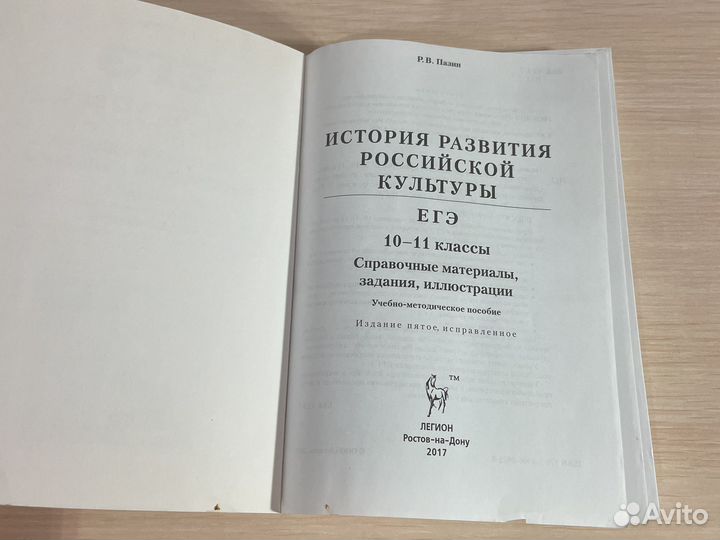 Р. В. Пазин
ИСТОРИЯ РАЗВИТИЯ
РОССИЙСКОЙ
КУЛЬТУРЫ
ЕГЭ
10–11 классы
Справочные материалы,
задания, иллюстрации
Учебно-методическое пособие
Издание пятое, исправленное
TM
ЛЕГИОН
Ростов-на-Дону
2017
Avito